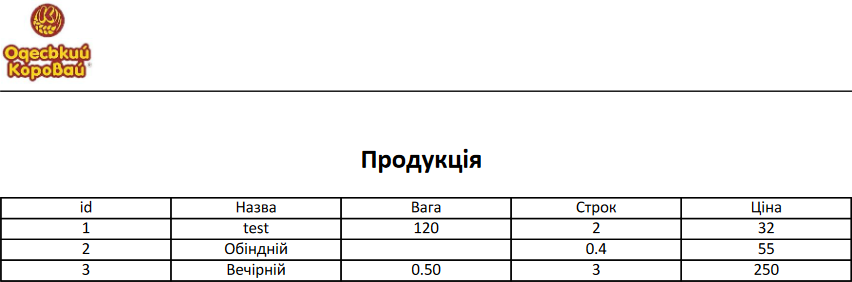 Одеський
Коровай
Продукція
id Назва Вага Строк Ціна
1 test 120 2 32
2 Обіндній 0.4 55
3 Вечірній 0.50 3 250